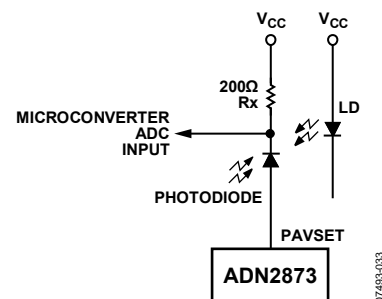 VCC
VCC
200Ω
Rx
LD
MICROCONVERTER
ADC
INPUT
PHOTODIODE
PAVSET
ADN2873
07493-033